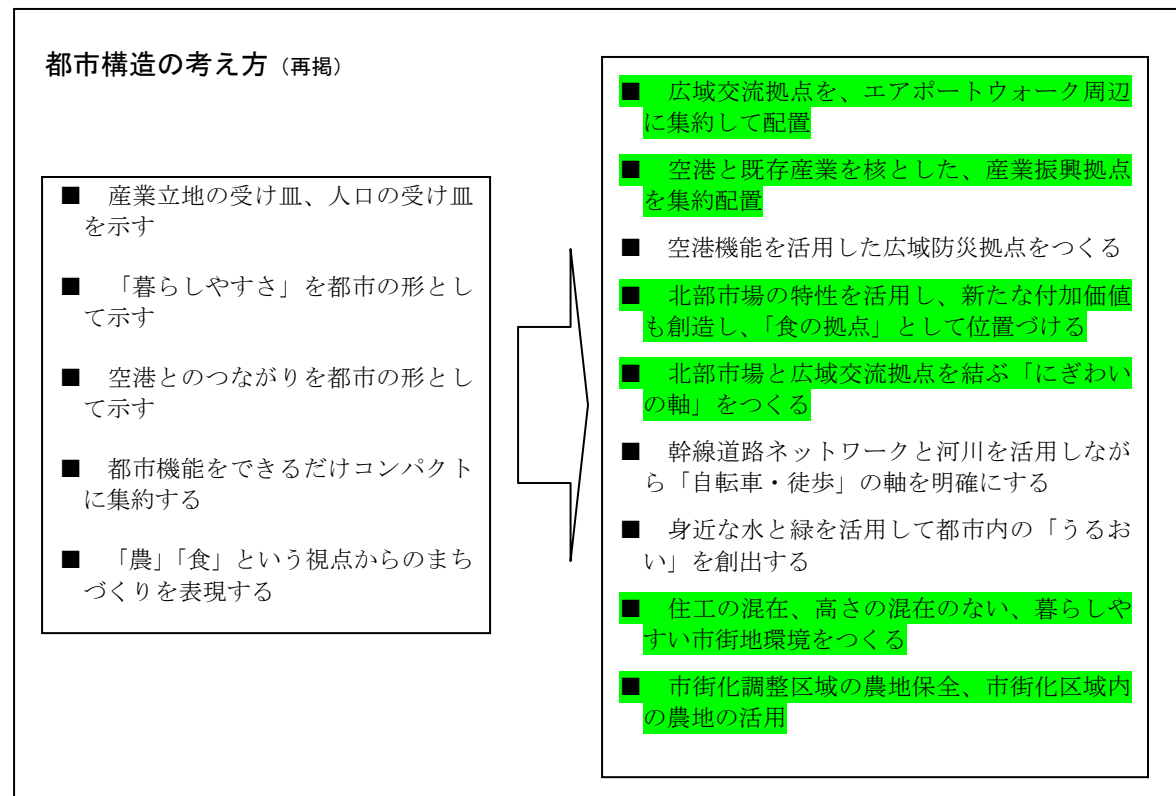 都市構造の考え方（再掲）
■　産業立地の受け皿、人口の受け皿
を示す
■　「暮らしやすさ」を都市の形とし
て示す
■　空港とのつながりを都市の形とし
て示す
■　都市機能をできるだけコンパクト
に集約する
■　「農」「食」という視点からのまち
づくりを表現する
■　広域交流拠点を、エアポートウォーク周辺
に集約して配置
■　空港と既存産業を核とした、産業振興拠点
を集約配置
■　空港機能を活用した広域防災拠点をつくる
■　北部市場の特性を活用し、新たな付加価値
も創造し、「食の拠点」として位置づける
■　北部市場と広域交流拠点を結ぶ「にぎわい
の軸」をつくる
■　幹線道路ネットワークと河川を活用しなが
ら「自転車・徒歩」の軸を明確にする
■　身近な水と緑を活用して都市内の「うるお
い」を創出する
■　住工の混在、高さの混在のない、暮らしや
すい市街地環境をつくる
■　市街化調整区域の農地保全、市街化区域内
の農地の活用